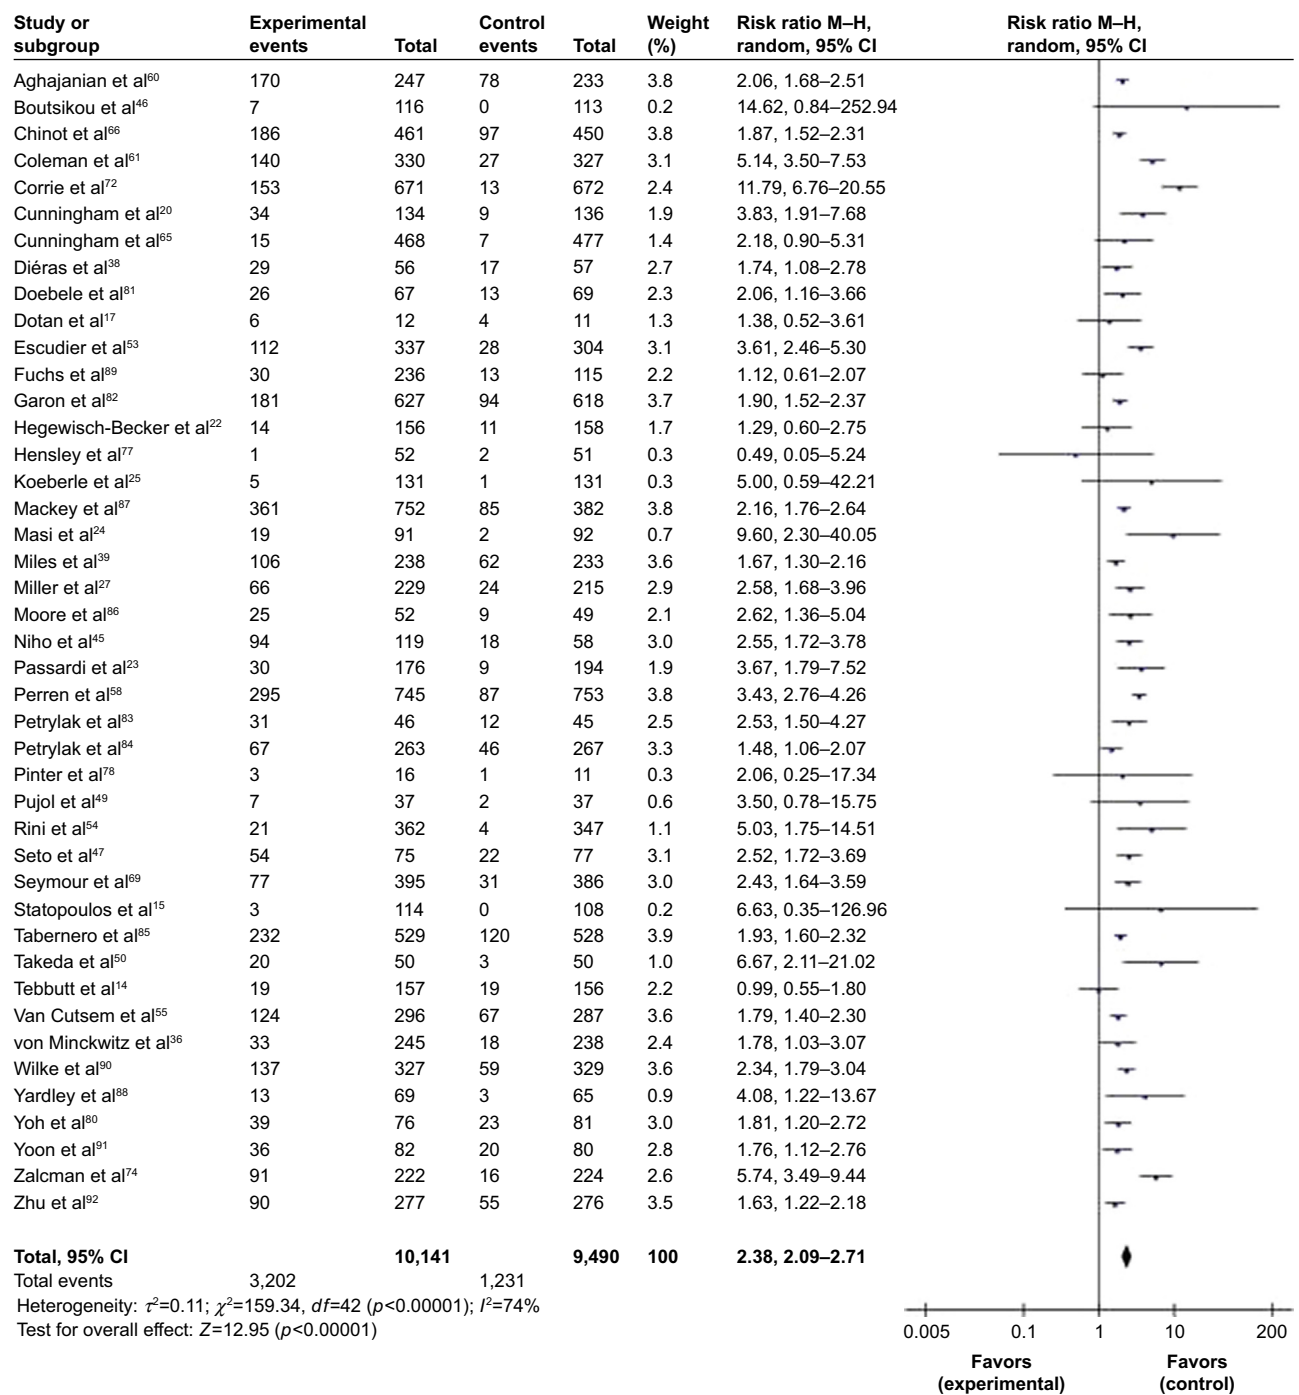 Study or subgroup Experimental events Total Control events Total Weight (%) Risk ratio M–H, random, 95% CI Risk ratio M–H, random, 95% CI
Aghajanian et al60 170 247 78 233 3.8 2.06, 1.68–2.51
Boutsikou et al46 7 116 0 113 0.2 14.62, 0.84–252.94
Chinot et al66 186 461 97 450 3.8 1.87, 1.52–2.31
Coleman et al61 140 330 27 327 3.1 5.14, 3.50–7.53
Corrie et al72 153 671 13 672 2.4 11.79, 6.76–20.55
Cunningham et al20 34 134 9 136 1.9 3.83, 1.91–7.68
Cunningham et al65 15 468 7 477 1.4 2.18, 0.90–5.31
Diéras et al38 29 56 17 57 2.7 1.74, 1.08–2.78
Doebele et al81 26 67 13 69 2.3 2.06, 1.16–3.66
Dotan et al17 6 12 4 11 1.3 1.38, 0.52–3.61
Escudier et al53 112 337 28 304 3.1 3.61, 2.46–5.30
Fuchs et al89 30 236 13 115 2.2 1.12, 0.61–2.07
Garon et al82 181 627 94 618 3.7 1.90, 1.52–2.37
Hegewisch-Becker et al22 14 156 11 158 1.7 1.29, 0.60–2.75
Hensley et al77 1 52 2 51 0.3 0.49, 0.05–5.24
Koeberle et al25 5 131 1 131 0.3 5.00, 0.59–42.21
Mackey et al87 361 752 85 382 3.8 2.16, 1.76–2.64
Masi et al24 19 91 2 92 0.7 9.60, 2.30–40.05
Miles et al39 106 238 62 233 3.6 1.67, 1.30–2.16
Miller et al27 66 229 24 215 2.9 2.58, 1.68–3.96
Moore et al86 25 52 9 49 2.1 2.62, 1.36–5.04
Niho et al45 94 119 18 58 3.0 2.55, 1.72–3.78
Passardi et al23 30 176 9 194 1.9 3.67, 1.79–7.52
Perren et al58 295 745 87 753 3.8 3.43, 2.76–4.26
Petrylak et al83 31 46 12 45 2.5 2.53, 1.50–4.27
Petrylak et al84 67 263 46 267 3.3 1.48, 1.06–2.07
Pinter et al78 3 16 1 11 0.3 2.06, 0.25–17.34
Pujol et al49 7 37 2 37 0.6 3.50, 0.78–15.75
Rini et al54 21 362 4 347 1.1 5.03, 1.75–14.51
Seto et al47 54 75 22 77 3.1 2.52, 1.72–3.69
Seymour et al69 77 395 31 386 3.0 2.43, 1.64–3.59
Statopoulos et al15 3 114 0 108 0.2 6.63, 0.35–126.96
Tabernero et al85 232 529 120 528 3.9 1.93, 1.60–2.32
Takeda et al50 20 50 3 50 1.0 6.67, 2.11–21.02
Tebbutt et al14 19 157 19 156 2.2 0.99, 0.55–1.80
Van Cutsem et al55 124 296 67 287 3.6 1.79, 1.40–2.30
von Minckwitz et al36 33 245 18 238 2.4 1.78, 1.03–3.07
Wilke et al90 137 327 59 329 3.6 2.34, 1.79–3.04
Yardley et al88 13 69 3 65 0.9 4.08, 1.22–13.67
Yoh et al80 39 76 23 81 3.0 1.81, 1.20–2.72
Yoon et al91 36 82 20 80 2.8 1.76, 1.12–2.76
Zalcman et al74 91 222 16 224 2.6 5.74, 3.49–9.44
Zhu et al92 90 277 55 276 3.5 1.63, 1.22–2.18
Total, 95% CI 10,141 9,490 100 2.38, 2.09–2.71
Total events 3,202 1,231
Heterogeneity: τ2=0.11; χ2=159.34, df=42 (p<0.00001); I2=74%
Test for overall effect: Z=12.95 (p<0.00001)
0.005 0.1 1 10 200
Favors (experimental) Favors (control)